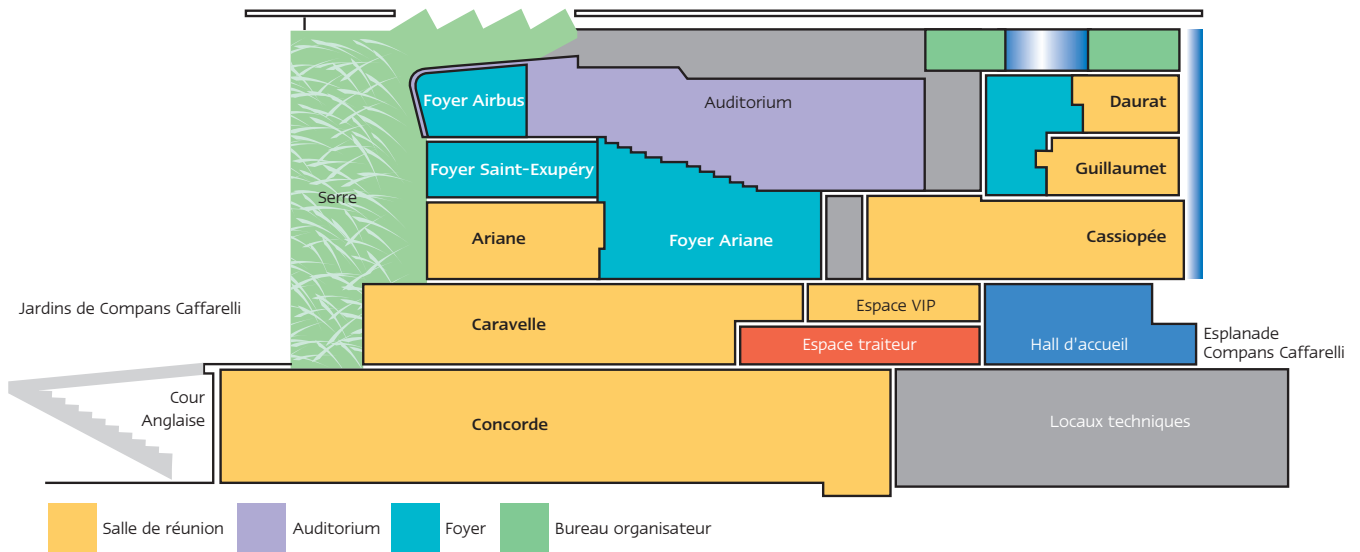 Foyer Airbus
Auditorium
Daurat
Foyer Saint-Exupéry
Guillaumet
Serre
Ariane
Foyer Ariane
Cassiopée
Jardins de Compans Caffarelli
Caravelle
Espace VIP
Espace traiteur
Hall d'accueil
Esplanade
Compans Caffarelli
Cour
Anglaise
Concorde
Locaux techniques
Salle de réunion
Auditorium
Foyer
Bureau organisateur